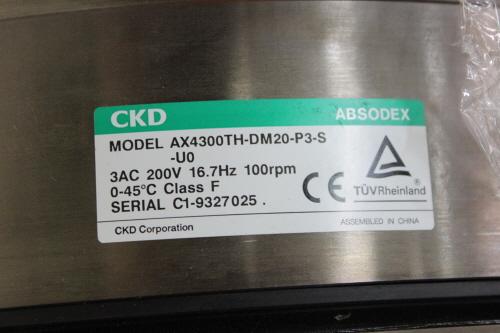 CKD ABSODEX
MODEL AX4300TH-DM20-P3-S
-U0
3AC 200V 16.7Hz 100rpm
0-45°C Class F
SERIAL C1-9327025 .
CE
TÜVRheinland
CKD Corporation
ASSEMBLED IN CHINA